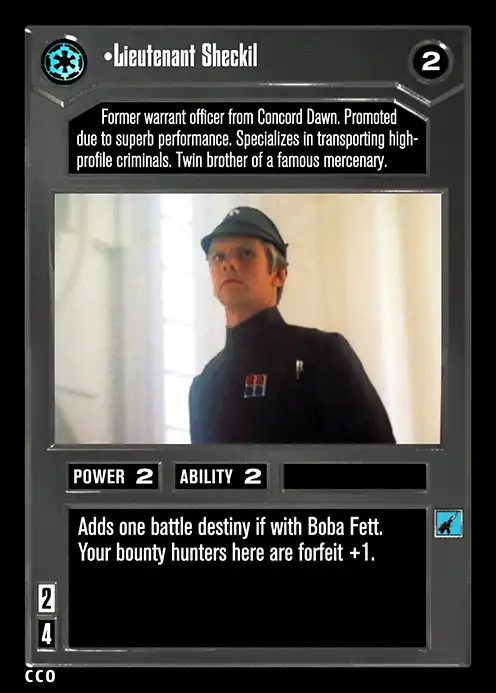 •Lieutenant Sheckil
2
Former warrant officer from Concord Dawn. Promoted
due to superb performance. Specializes in transporting high-
profile criminals. Twin brother of a famous mercenary.
POWER 2 ABILITY 2
Adds one battle destiny if with Boba Fett.
Your bounty hunters here are forfeit +1.
2
4
CCO